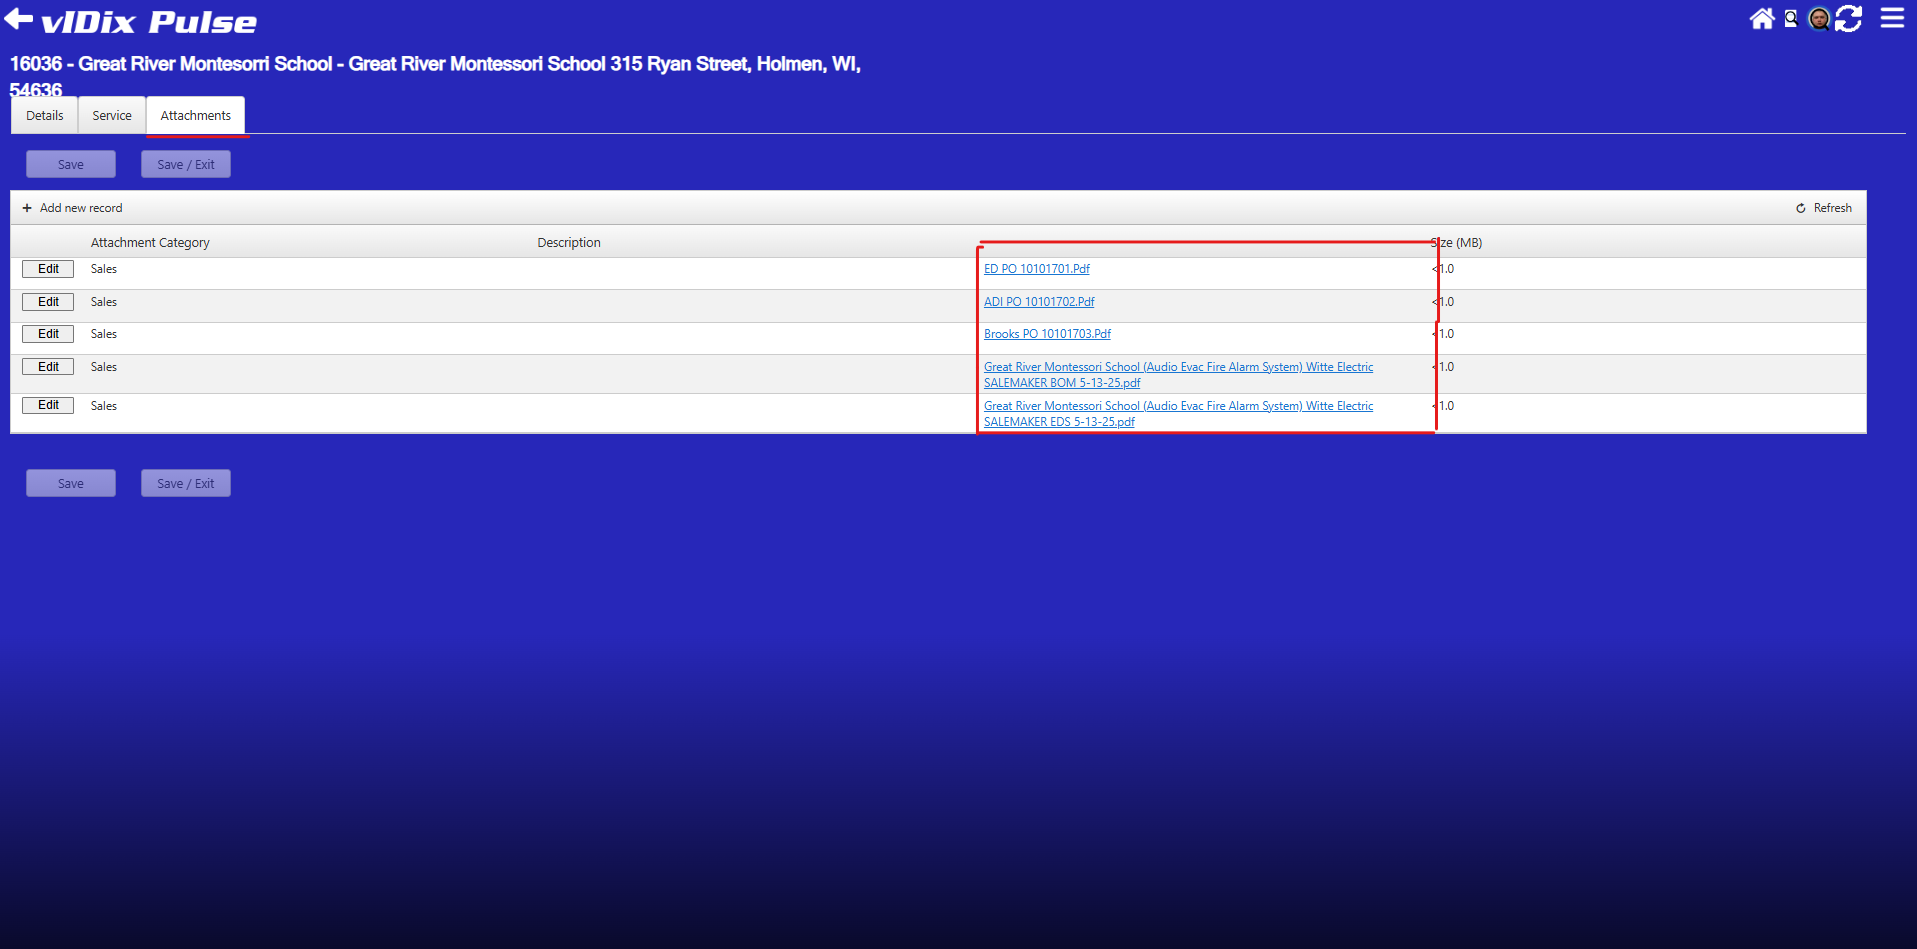 vIDix Pulse
16036 - Great River Montesorri School - Great River Montessori School 315 Ryan Street, Holmen, WI,
54636
Details Service Attachments
Save Save / Exit
+ Add new record Refresh
Attachment Category Description Size (MB)
Edit Sales ED PO 10101701.Pdf <1.0
Edit Sales ADI PO 10101702.Pdf <1.0
Edit Sales Brooks PO 10101703.Pdf <1.0
Edit Sales Great River Montessori School (Audio Evac Fire Alarm System) Witte Electric <1.0
SALEMAKER BOM 5-13-25.pdf
Edit Sales Great River Montessori School (Audio Evac Fire Alarm System) Witte Electric <1.0
SALEMAKER EDS 5-13-25.pdf
Save Save / Exit